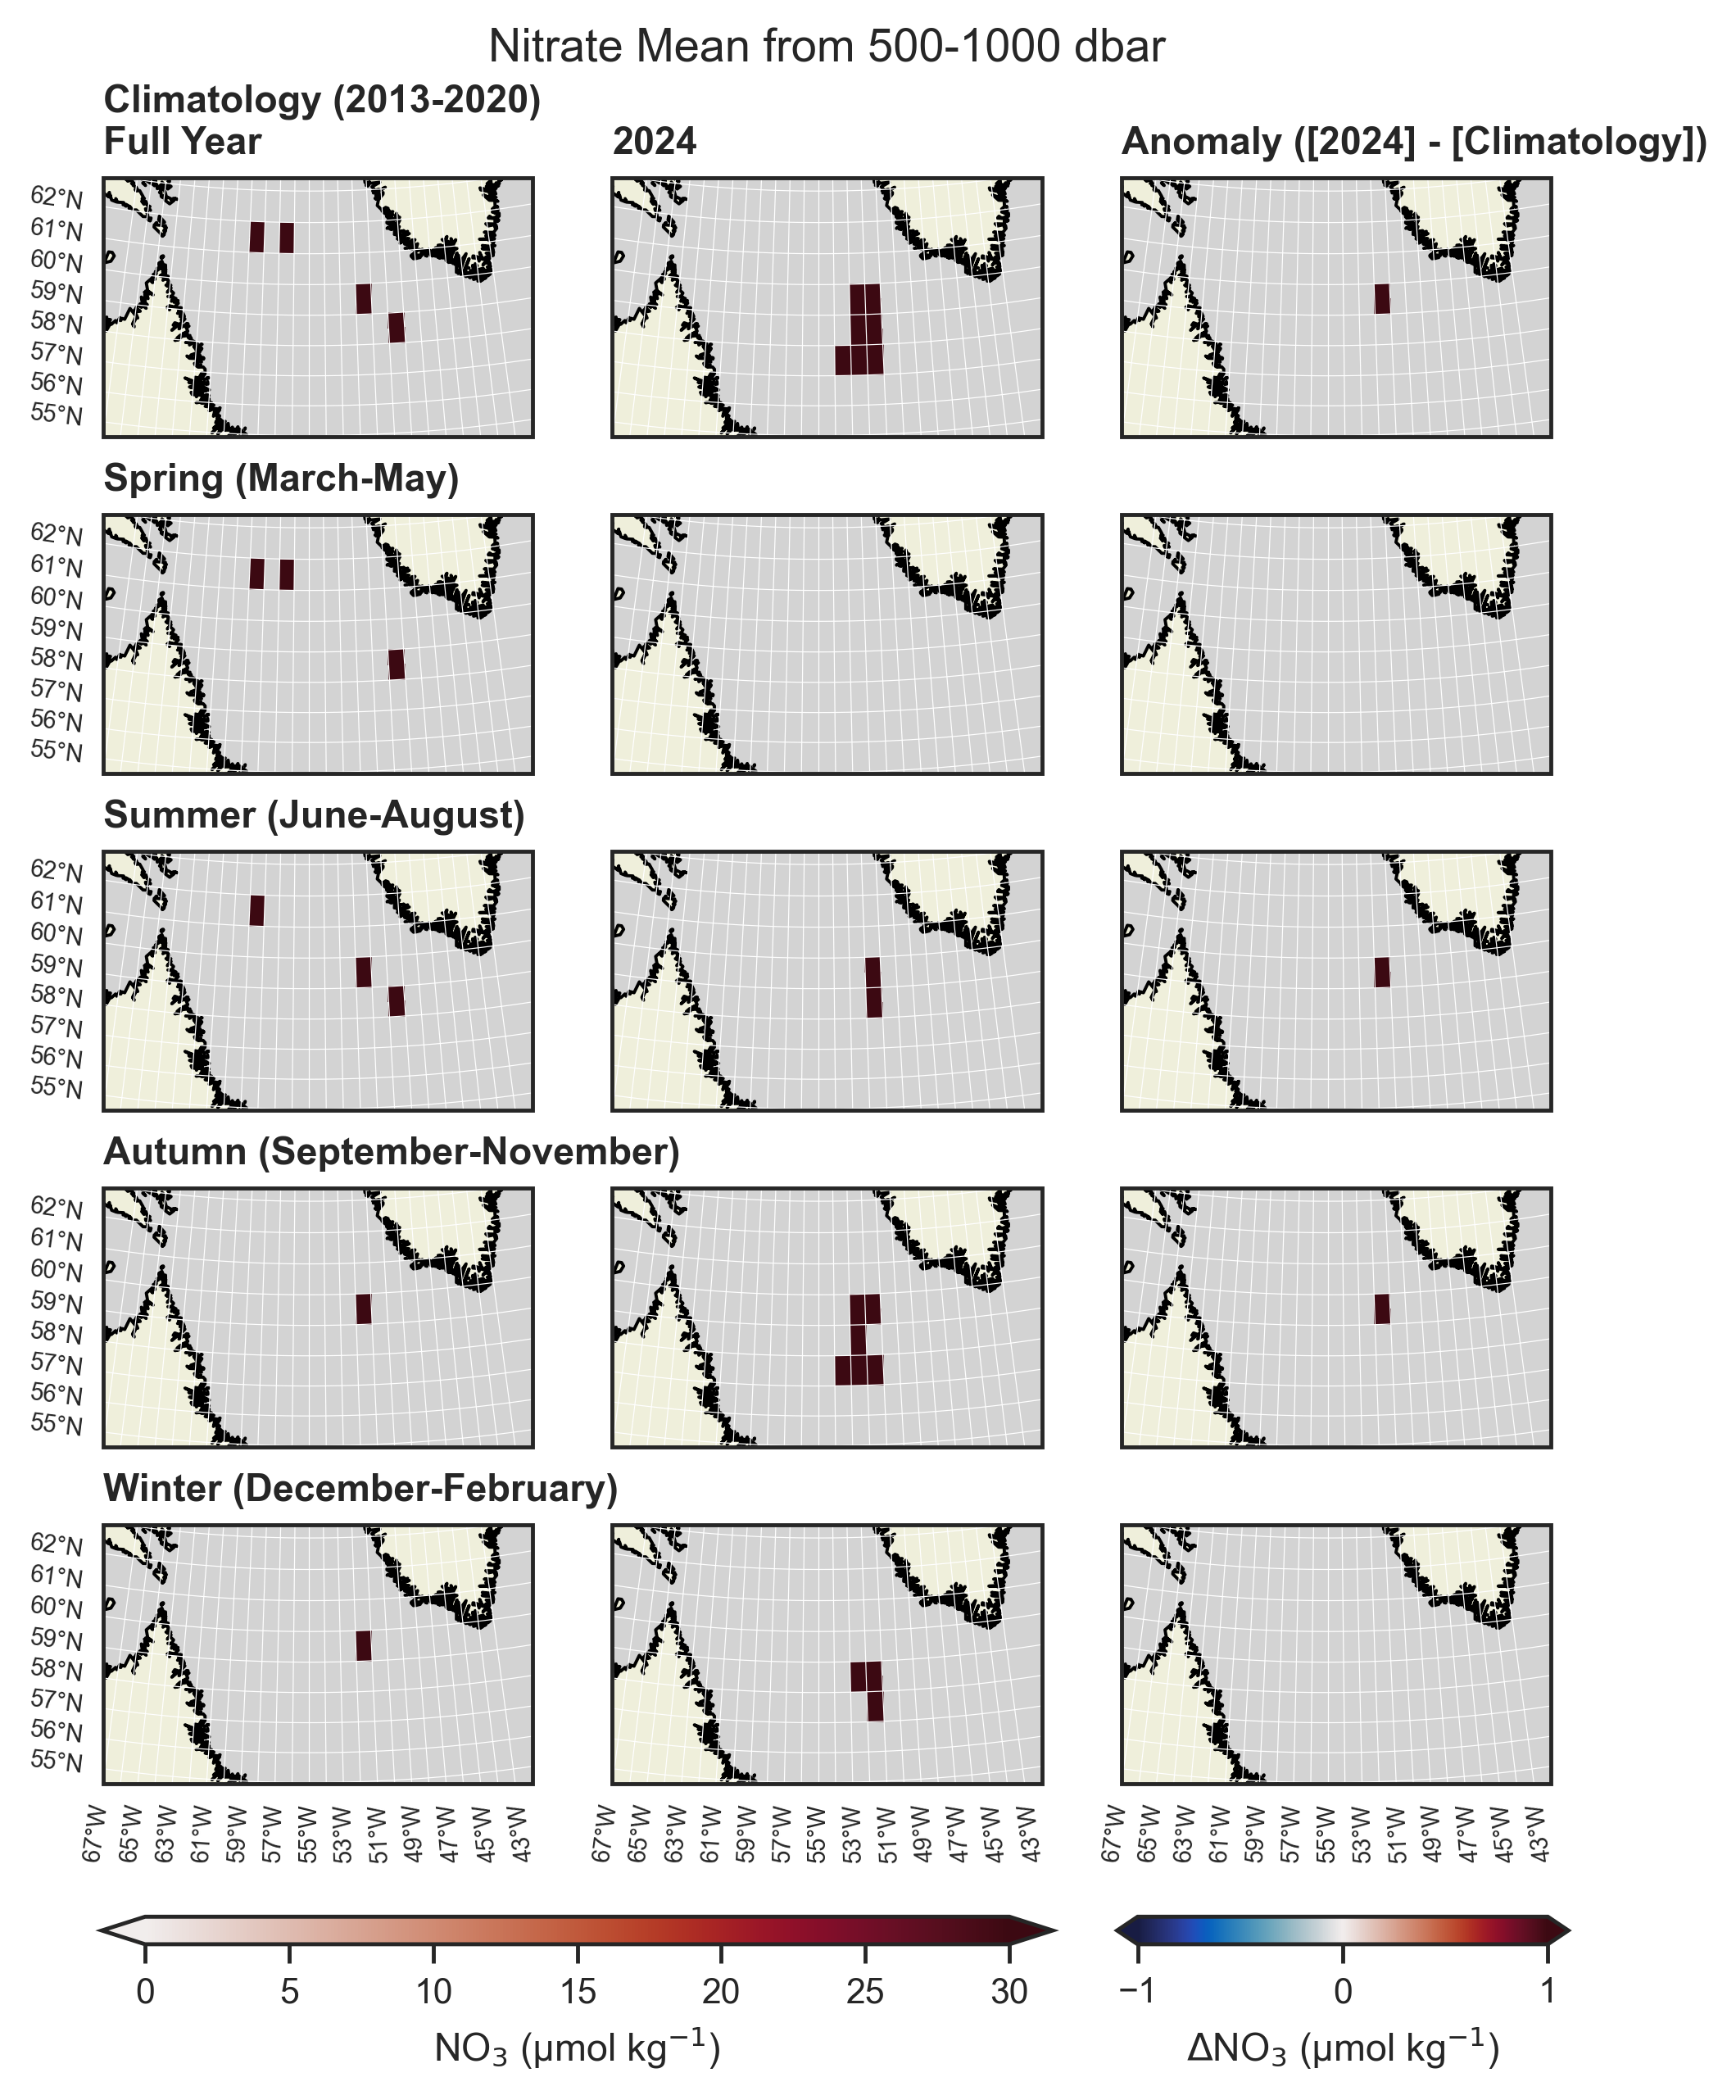 Nitrate Mean from 500-1000 dbar
Climatology (2013-2020)
Full Year
2024
Anomaly ([2024] - [Climatology])
62°N
61°N
60°N
59°N
58°N
57°N
56°N
55°N
Spring (March-May)
62°N
61°N
60°N
59°N
58°N
57°N
56°N
55°N
Summer (June-August)
62°N
61°N
60°N
59°N
58°N
57°N
56°N
55°N
Autumn (September-November)
62°N
61°N
60°N
59°N
58°N
57°N
56°N
55°N
Winter (December-February)
62°N
61°N
60°N
59°N
58°N
57°N
56°N
55°N
67°W 65°W 63°W 61°W 59°W 57°W 55°W 53°W 51°W 49°W 47°W 45°W 43°W
67°W 65°W 63°W 61°W 59°W 57°W 55°W 53°W 51°W 49°W 47°W 45°W 43°W
67°W 65°W 63°W 61°W 59°W 57°W 55°W 53°W 51°W 49°W 47°W 45°W 43°W
0 5 10 15 20 25 30
NO₃ (µmol kg⁻¹)
−1 0 1
ΔNO₃ (µmol kg⁻¹)